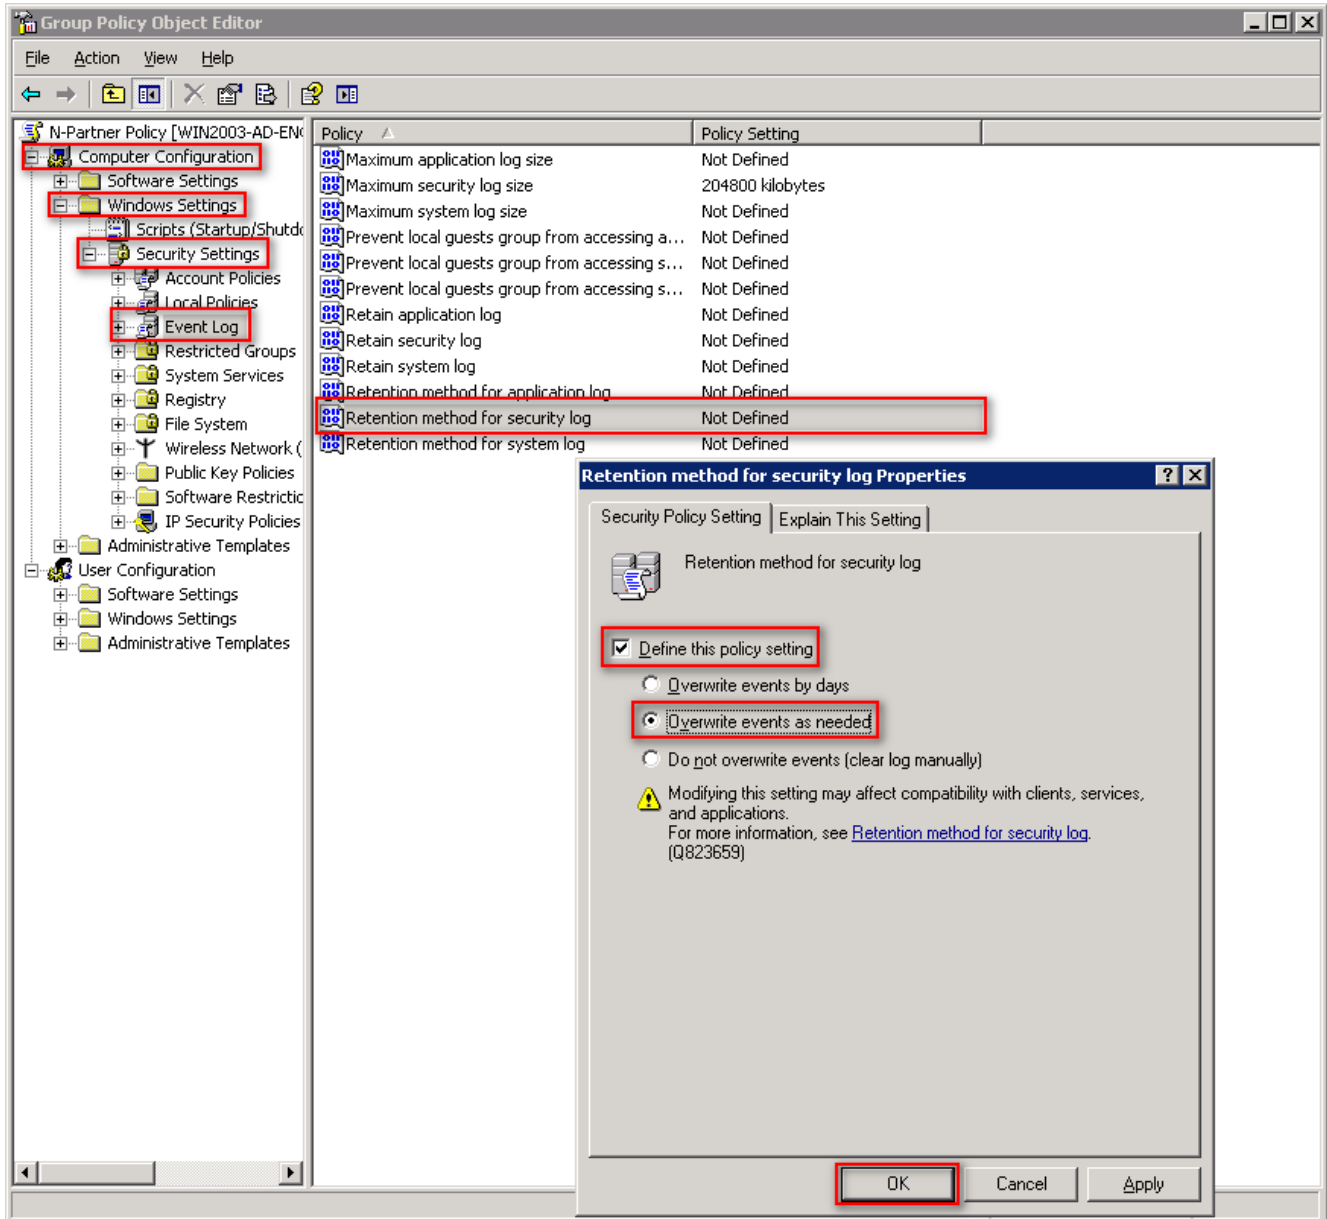 Group Policy Object Editor
File Action View Help
N-Partner Policy [WIN2003-AD-EN
Computer Configuration
Software Settings
Windows Settings
Scripts (Startup/Shutd
Security Settings
Account Policies
Local Policies
Event Log
Restricted Groups
System Services
Registry
File System
Wireless Network (
Public Key Policies
Software Restrictic
IP Security Policies
Administrative Templates
User Configuration
Software Settings
Windows Settings
Administrative Templates
Policy Policy Setting
Maximum application log size Not Defined
Maximum security log size 204800 kilobytes
Maximum system log size Not Defined
Prevent local guests group from accessing a... Not Defined
Prevent local guests group from accessing s... Not Defined
Prevent local guests group from accessing s... Not Defined
Retain application log Not Defined
Retain security log Not Defined
Retain system log Not Defined
Retention method for application log Not Defined
Retention method for security log Not Defined
Retention method for system log Not Defined
Retention method for security log Properties
Security Policy Setting Explain This Setting
Retention method for security log
Define this policy setting
Overwrite events by days
Overwrite events as needed
Do not overwrite events (clear log manually)
Modifying this setting may affect compatibility with clients, services,
and applications.
For more information, see Retention method for security log.
(Q823659)
OK Cancel Apply